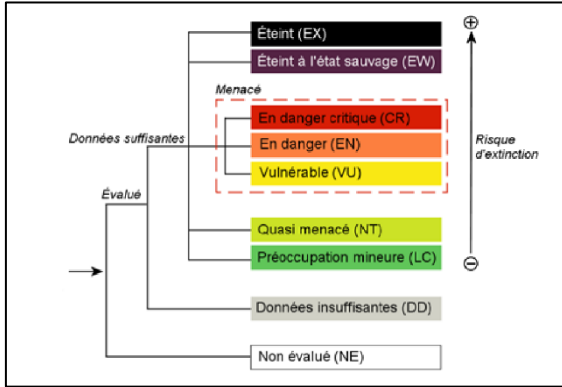 Éteint (EX)
Éteint à l'état sauvage (EW)
Menacé
En danger critique (CR)
Données suffisantes
En danger (EN)
Risque
d'extinction
Vulnérable (VU)
Évalué
Quasi menacé (NT)
Préoccupation mineure (LC)
Données insuffisantes (DD)
Non évalué (NE)